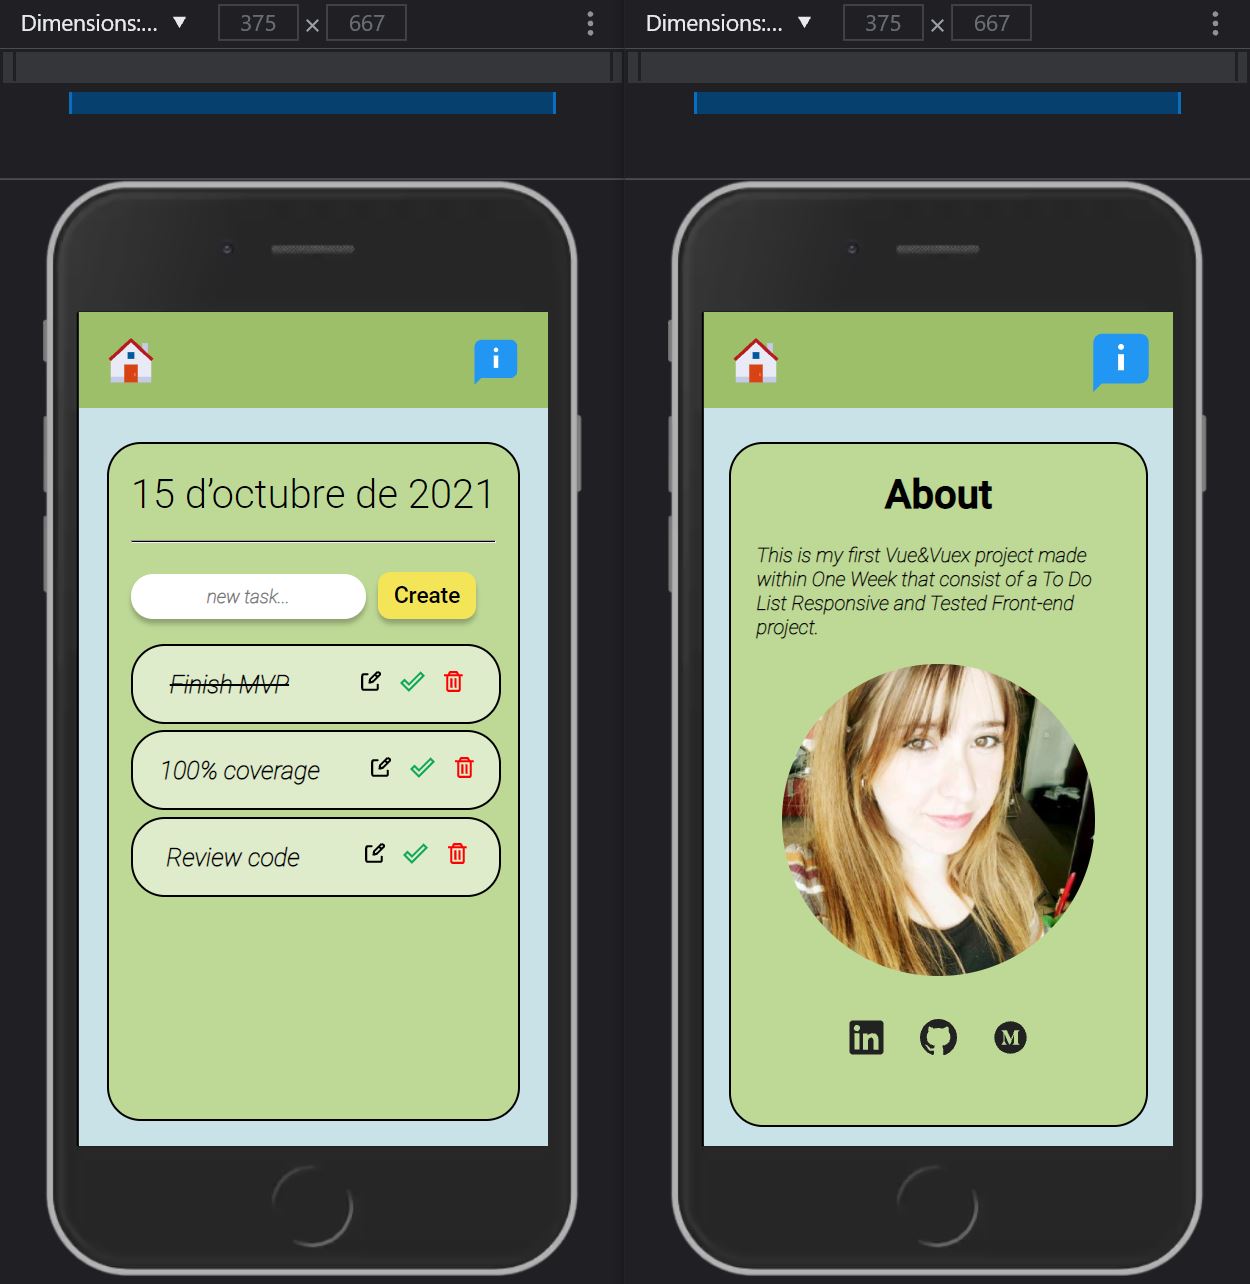 Dimensions:... ▼ 375 × 667
Dimensions:... ▼ 375 × 667
i
15 d’octubre de 2021
new task... Create
Finish MVP
100% coverage
Review code
i
About
This is my first Vue&Vuex project made
within One Week that consist of a To Do
List Responsive and Tested Front-end
project.
in M